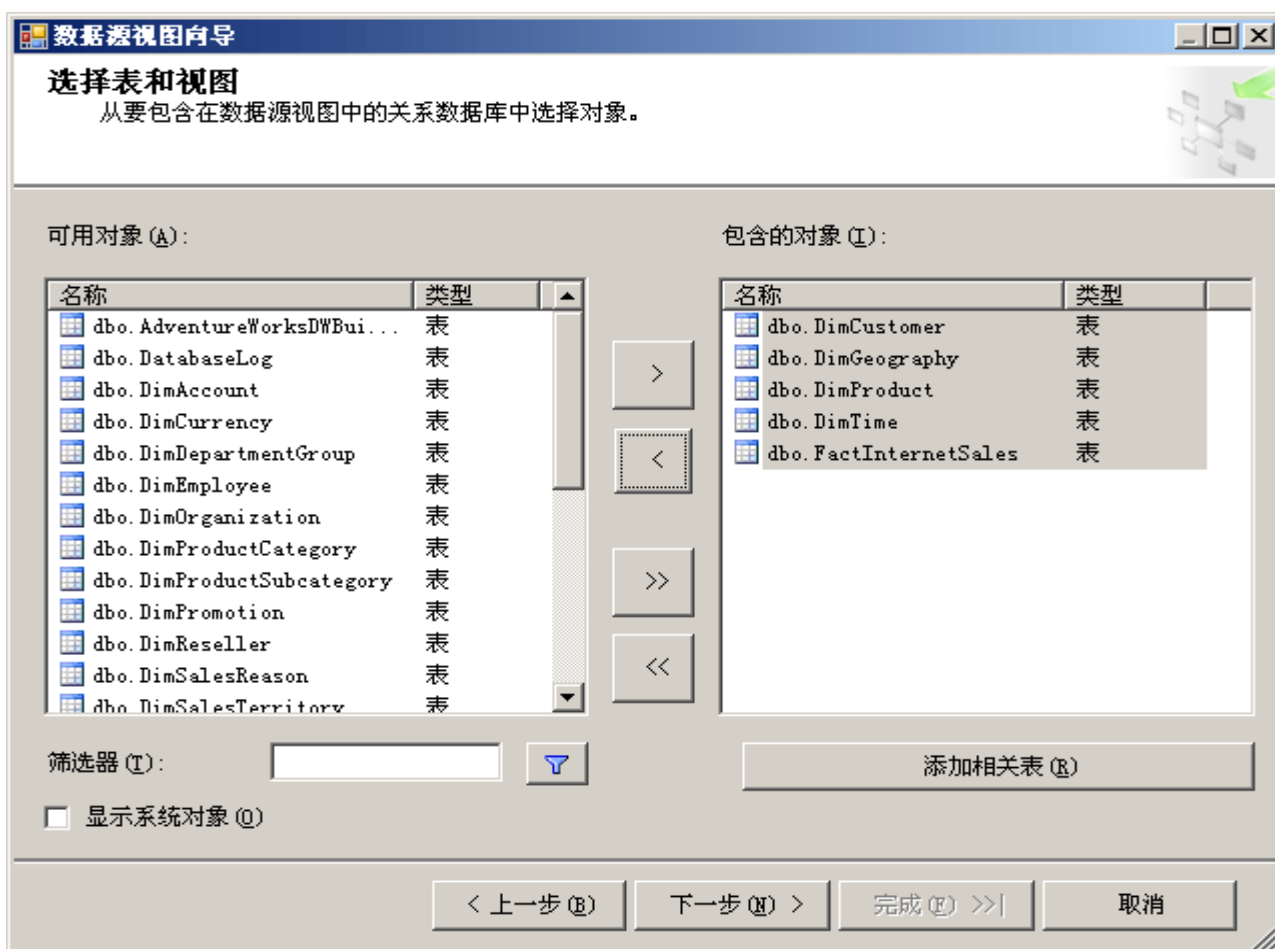 数据源视图向导
选择表和视图
从要包含在数据源视图中的关系数据库中选择对象。
可用对象(A):
名称 类型
dbo.AdventureWorksDWBui... 表
dbo.DatabaseLog 表
dbo.DimAccount 表
dbo.DimCurrency 表
dbo.DimDepartmentGroup 表
dbo.DimEmployee 表
dbo.DimOrganization 表
dbo.DimProductCategory 表
dbo.DimProductSubcategory 表
dbo.DimPromotion 表
dbo.DimReseller 表
dbo.DimSalesReason 表
dbo.DimSalesTerritory 表
>
<
>>
<<
包含的对象(I):
名称 类型
dbo.DimCustomer 表
dbo.DimGeography 表
dbo.DimProduct 表
dbo.DimTime 表
dbo.FactInternetSales 表
筛选器(T):
添加相关表(R)
显示系统对象(O)
< 上一步(B)
下一步(N) >
完成(F) >>|
取消